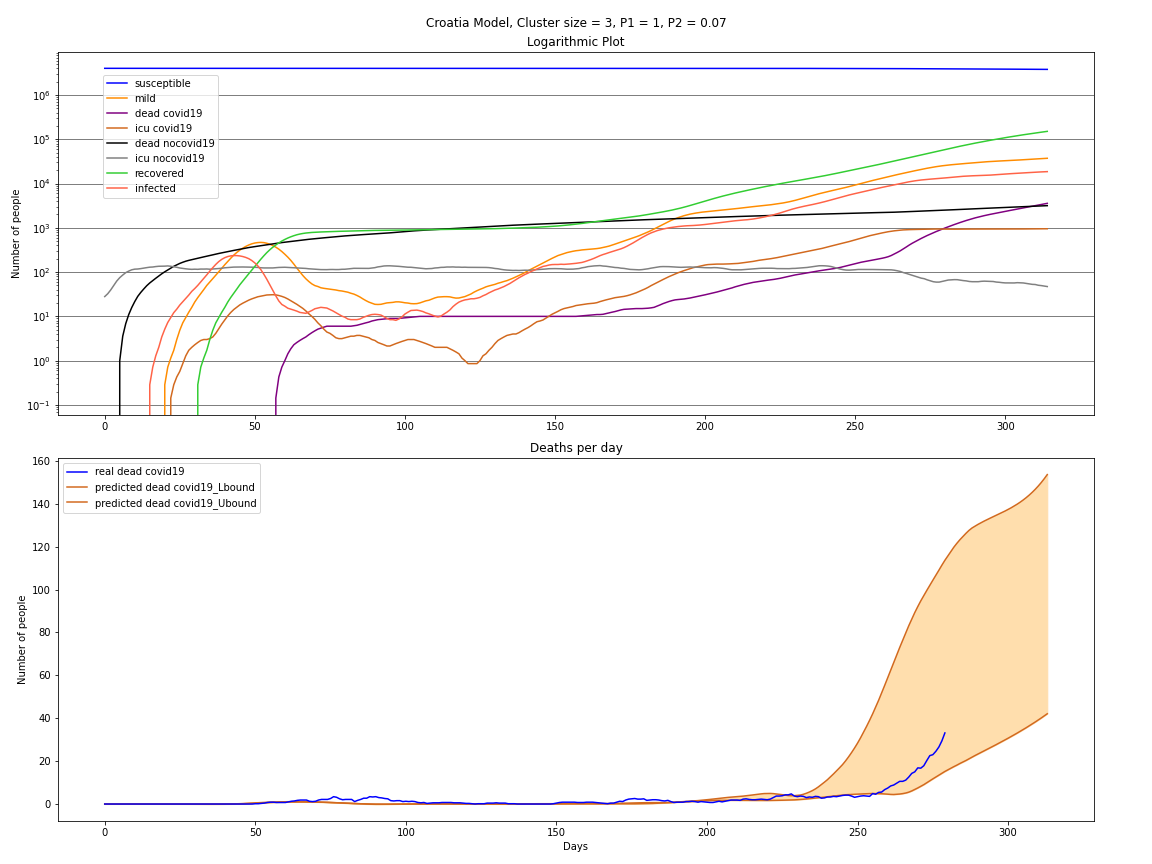 Croatia Model, Cluster size = 3, P1 = 1, P2 = 0.07
Logarithmic Plot
susceptible
mild
dead covid19
icu covid19
dead nocovid19
icu nocovid19
recovered
infected
Number of people
10⁶
10⁵
10⁴
10³
10²
10¹
10⁰
10⁻¹
0 50 100 150 200 250 300
Deaths per day
real dead covid19
predicted dead covid19_Lbound
predicted dead covid19_Ubound
Number of people
160
140
120
100
80
60
40
20
0
0 50 100 150 200 250 300
Days